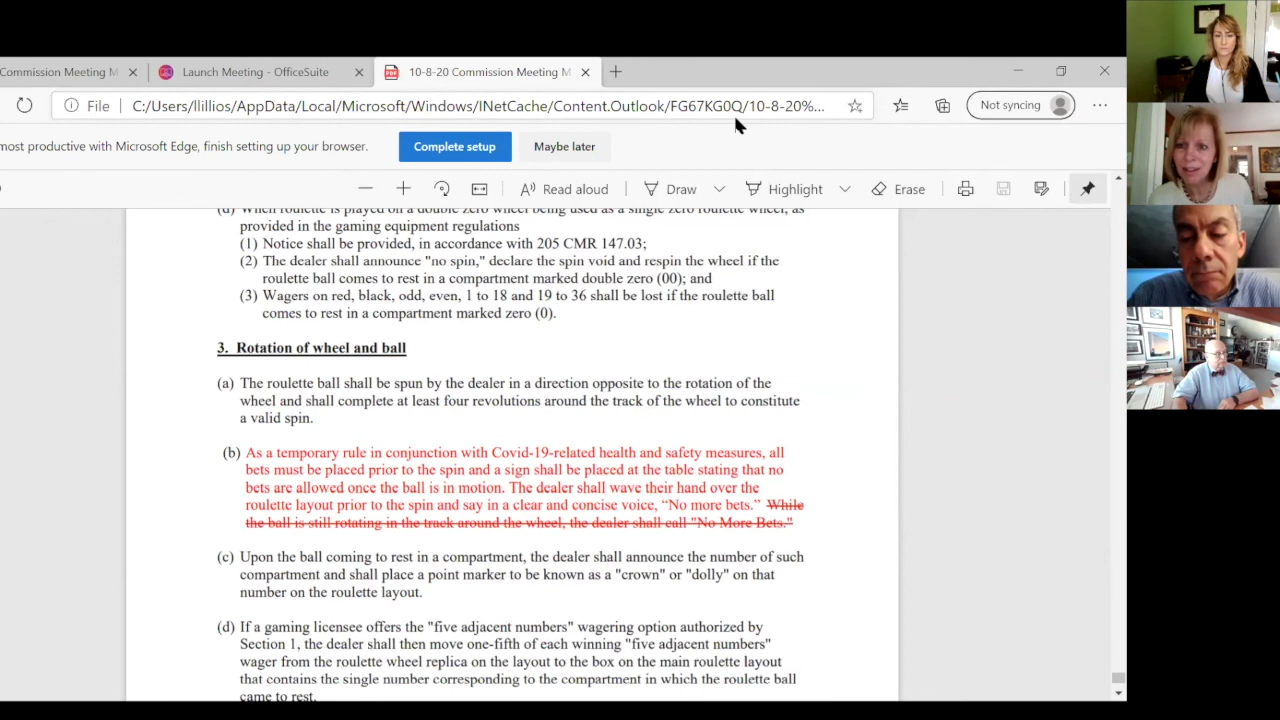 Commission Meeting M
Launch Meeting - OfficeSuite
10-8-20 Commission Meeting M
File
C:/Users/llillios/AppData/Local/Microsoft/Windows/INetCache/Content.Outlook/FG67KG0Q/10-8-20%...
Not syncing
most productive with Microsoft Edge, finish setting up your browser.
Complete setup
Maybe later
Read aloud
Draw
Highlight
Erase
(d) When roulette is played on a double zero wheel being used as a single zero roulette wheel, as
provided in the gaming equipment regulations
(1) Notice shall be provided, in accordance with 205 CMR 147.03;
(2) The dealer shall announce "no spin," declare the spin void and respin the wheel if the
roulette ball comes to rest in a compartment marked double zero (00); and
(3) Wagers on red, black, odd, even, 1 to 18 and 19 to 36 shall be lost if the roulette ball
comes to rest in a compartment marked zero (0).
3. Rotation of wheel and ball
(a) The roulette ball shall be spun by the dealer in a direction opposite to the rotation of the
wheel and shall complete at least four revolutions around the track of the wheel to constitute
a valid spin.
(b) As a temporary rule in conjunction with Covid-19-related health and safety measures, all
bets must be placed prior to the spin and a sign shall be placed at the table stating that no
bets are allowed once the ball is in motion. The dealer shall wave their hand over the
roulette layout prior to the spin and say in a clear and concise voice, “No more bets.” While
the ball is still rotating in the track around the wheel, the dealer shall call "No More Bets."
(c) Upon the ball coming to rest in a compartment, the dealer shall announce the number of such
compartment and shall place a point marker to be known as a "crown" or "dolly" on that
number on the roulette layout.
(d) If a gaming licensee offers the "five adjacent numbers" wagering option authorized by
Section 1, the dealer shall then move one-fifth of each winning "five adjacent numbers"
wager from the roulette wheel replica on the layout to the box on the main roulette layout
that contains the single number corresponding to the compartment in which the roulette ball
came to rest.